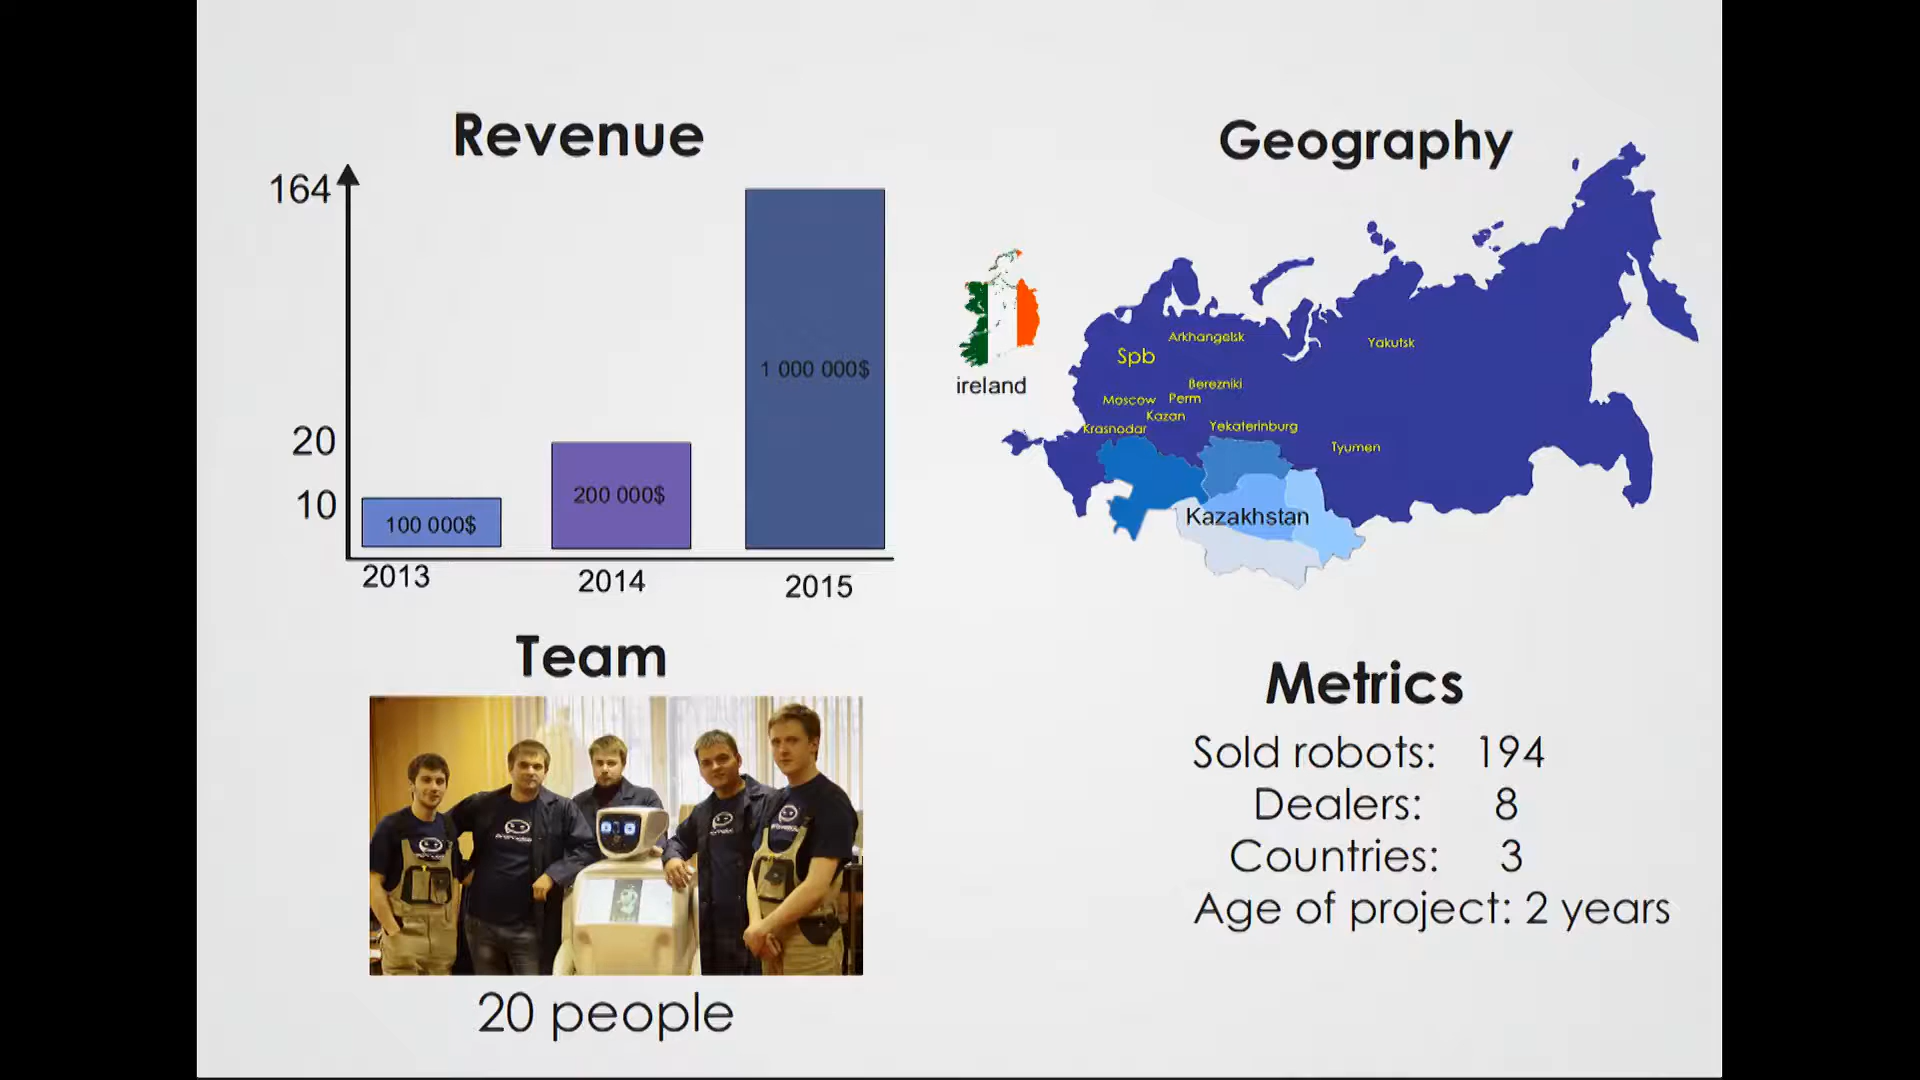 Revenue
164
20
10
100 000$
200 000$
1 000 000$
2013
2014
2015
Geography
ireland
Arkhangelsk
Yakutsk
Spb
Berezniki
Moscow
Perm
Kazan
Krasnodar
Yekaterinburg
Tyumen
Kazakhstan
Team
20 people
Metrics
Sold robots: 194
Dealers: 8
Countries: 3
Age of project: 2 years